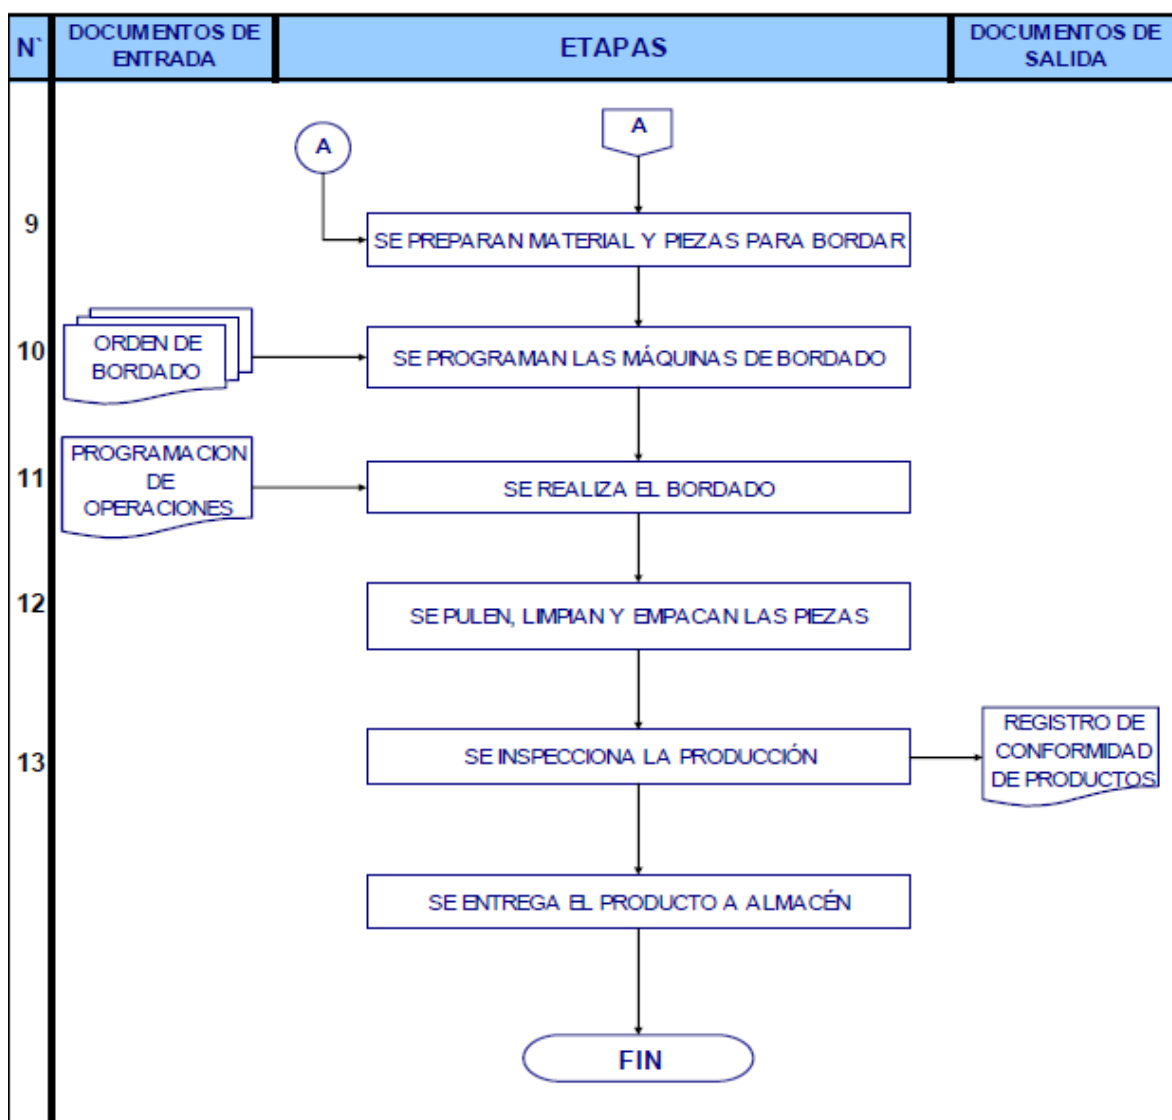 N`
DOCUMENTOS DE
ENTRADA
ETAPAS
DOCUMENTOS DE
SALIDA
A
A
9
SE PREPARAN MATERIAL Y PIEZAS PARA BORDAR
10
ORDEN DE
BORDADO
SE PROGRAMAN LAS MÁQUINAS DE BORDADO
11
PROGRAMACION
DE
OPERACIONES
SE REALIZA EL BORDADO
12
SE PULEN, LIMPIAN Y EMPACAN LAS PIEZAS
13
SE INSPECCIONA LA PRODUCCIÓN
REGISTRO DE
CONFORMIDAD
DE PRODUCTOS
SE ENTREGA EL PRODUCTO A ALMACÉN
FIN